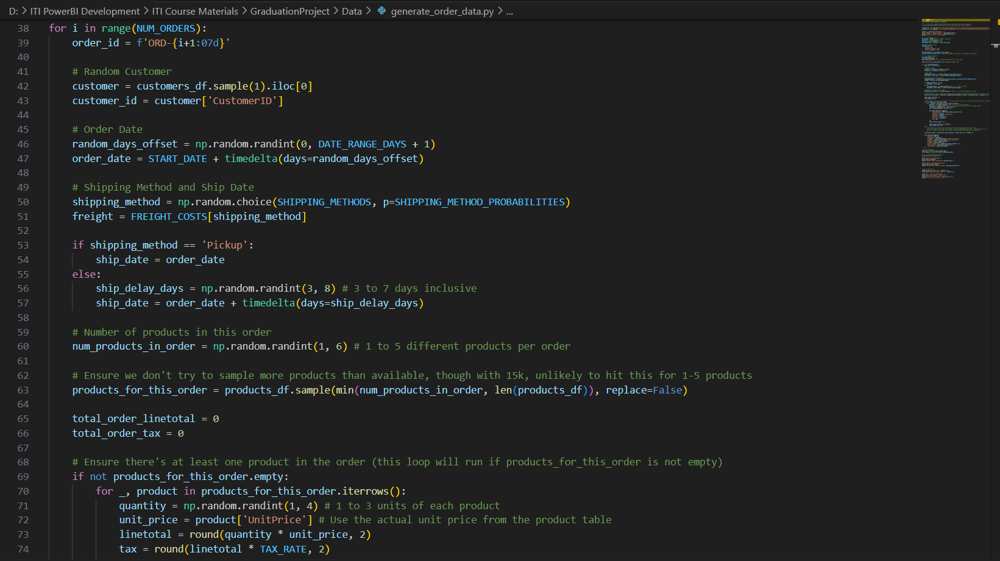 D: > ITI PowerBI Development > ITI Course Materials > GraduationProject > Data > generate_order_data.py > ...
38 for i in range(NUM_ORDERS):
39     order_id = f'ORD-{i+1:07d}'
40
41     # Random Customer
42     customer = customers_df.sample(1).iloc[0]
43     customer_id = customer['CustomerID']
44
45     # Order Date
46     random_days_offset = np.random.randint(0, DATE_RANGE_DAYS + 1)
47     order_date = START_DATE + timedelta(days=random_days_offset)
48
49     # Shipping Method and Ship Date
50     shipping_method = np.random.choice(SHIPPING_METHODS, p=SHIPPING_METHOD_PROBABILITIES)
51     freight = FREIGHT_COSTS[shipping_method]
52
53     if shipping_method == 'Pickup':
54         ship_date = order_date
55     else:
56         ship_delay_days = np.random.randint(3, 8) # 3 to 7 days inclusive
57         ship_date = order_date + timedelta(days=ship_delay_days)
58
59     # Number of products in this order
60     num_products_in_order = np.random.randint(1, 6) # 1 to 5 different products per order
61
62     # Ensure we don't try to sample more products than available, though with 15k, unlikely to hit this for 1-5 products
63     products_for_this_order = products_df.sample(min(num_products_in_order, len(products_df)), replace=False)
64
65     total_order_linetotal = 0
66     total_order_tax = 0
67
68     # Ensure there's at least one product in the order (this loop will run if products_for_this_order is not empty)
69     if not products_for_this_order.empty:
70         for _, product in products_for_this_order.iterrows():
71             quantity = np.random.randint(1, 4) # 1 to 3 units of each product
72             unit_price = product['UnitPrice'] # Use the actual unit price from the product table
73             linetotal = round(quantity * unit_price, 2)
74             tax = round(linetotal * TAX_RATE, 2)